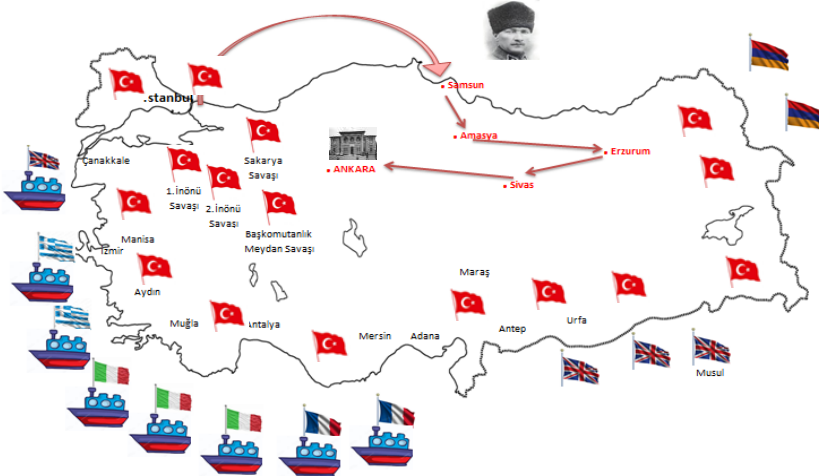 Samsun
.stanbul
Amasya
Erzurum
Çanakkale
Sakarya
Savaşı
ANKARA
Sivas
1. İnönü
Savaşı
2. İnönü
Savaşı
Başkomutanlık
Meydan Savaşı
Manisa
İzmir
Maraş
Aydın
Muğla
Antalya
Mersin
Adana
Antep
Urfa
Musul